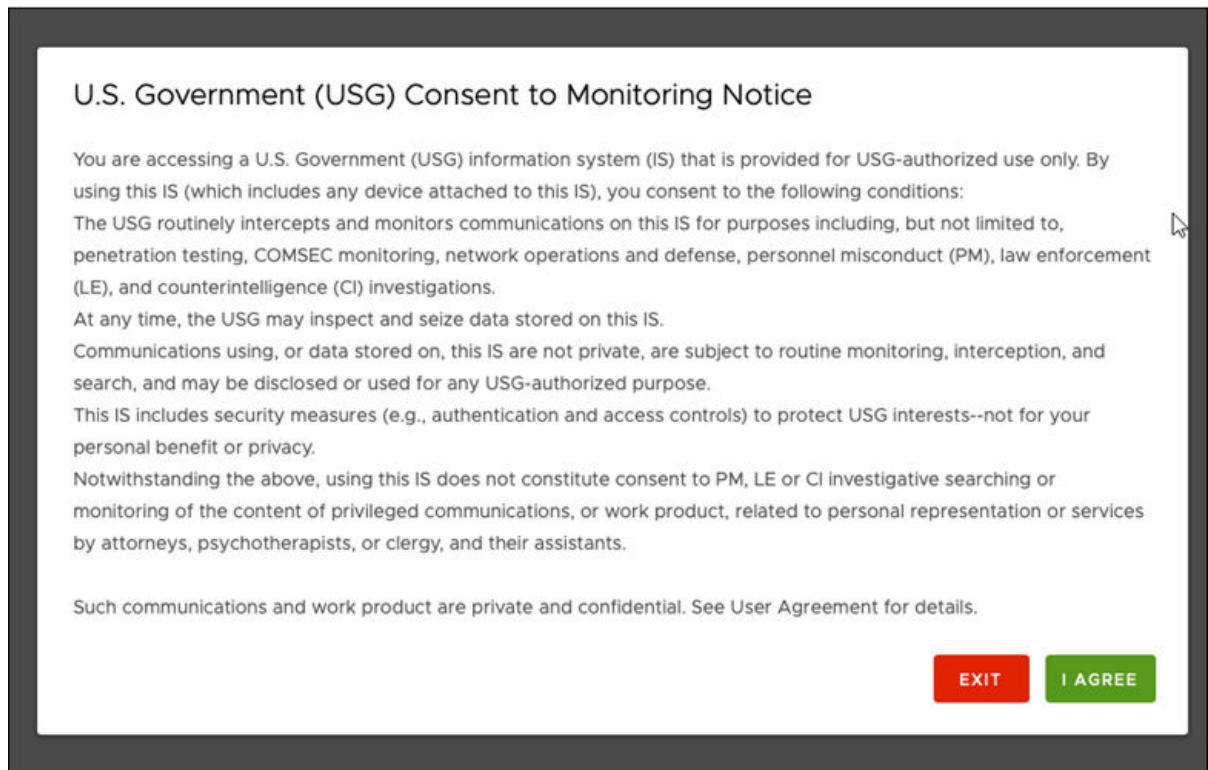 U.S. Government (USG) Consent to Monitoring Notice
You are accessing a U.S. Government (USG) information system (IS) that is provided for USG-authorized use only. By
using this IS (which includes any device attached to this IS), you consent to the following conditions:
The USG routinely intercepts and monitors communications on this IS for purposes including, but not limited to,
penetration testing, COMSEC monitoring, network operations and defense, personnel misconduct (PM), law enforcement
(LE), and counterintelligence (CI) investigations.
At any time, the USG may inspect and seize data stored on this IS.
Communications using, or data stored on, this IS are not private, are subject to routine monitoring, interception, and
search, and may be disclosed or used for any USG-authorized purpose.
This IS includes security measures (e.g., authentication and access controls) to protect USG interests--not for your
personal benefit or privacy.
Notwithstanding the above, using this IS does not constitute consent to PM, LE or CI investigative searching or
monitoring of the content of privileged communications, or work product, related to personal representation or services
by attorneys, psychotherapists, or clergy, and their assistants.
Such communications and work product are private and confidential. See User Agreement for details.
EXIT I AGREE